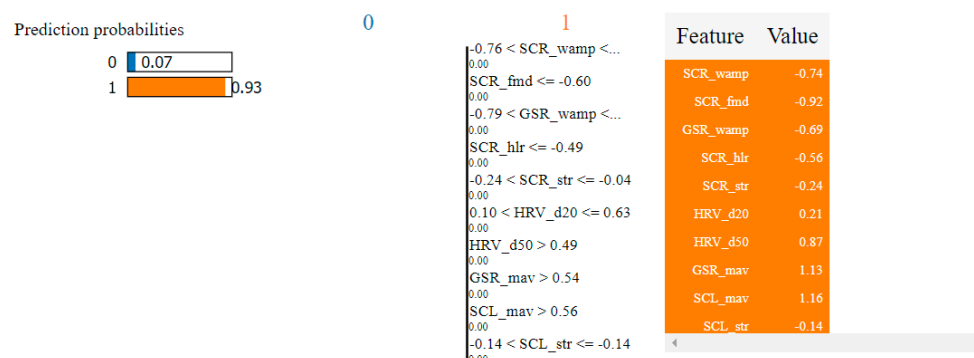 Prediction probabilities
0 0.07
1 0.93
0 1
-0.76 < SCR_wamp <...
0.00
SCR_fmd <= -0.60
0.00
-0.79 < GSR_wamp <...
0.00
SCR_hlr <= -0.49
0.00
-0.24 < SCR_str <= -0.04
0.00
0.10 < HRV_d20 <= 0.63
0.00
HRV_d50 > 0.49
0.00
GSR_mav > 0.54
0.00
SCL_mav > 0.56
0.00
-0.14 < SCL_str <= -0.14
0.00
Feature Value
SCR_wamp -0.74
SCR_fmd -0.92
GSR_wamp -0.69
SCR_hlr -0.56
SCR_str -0.24
HRV_d20 0.21
HRV_d50 0.87
GSR_mav 1.13
SCL_mav 1.16
SCL_str -0.14